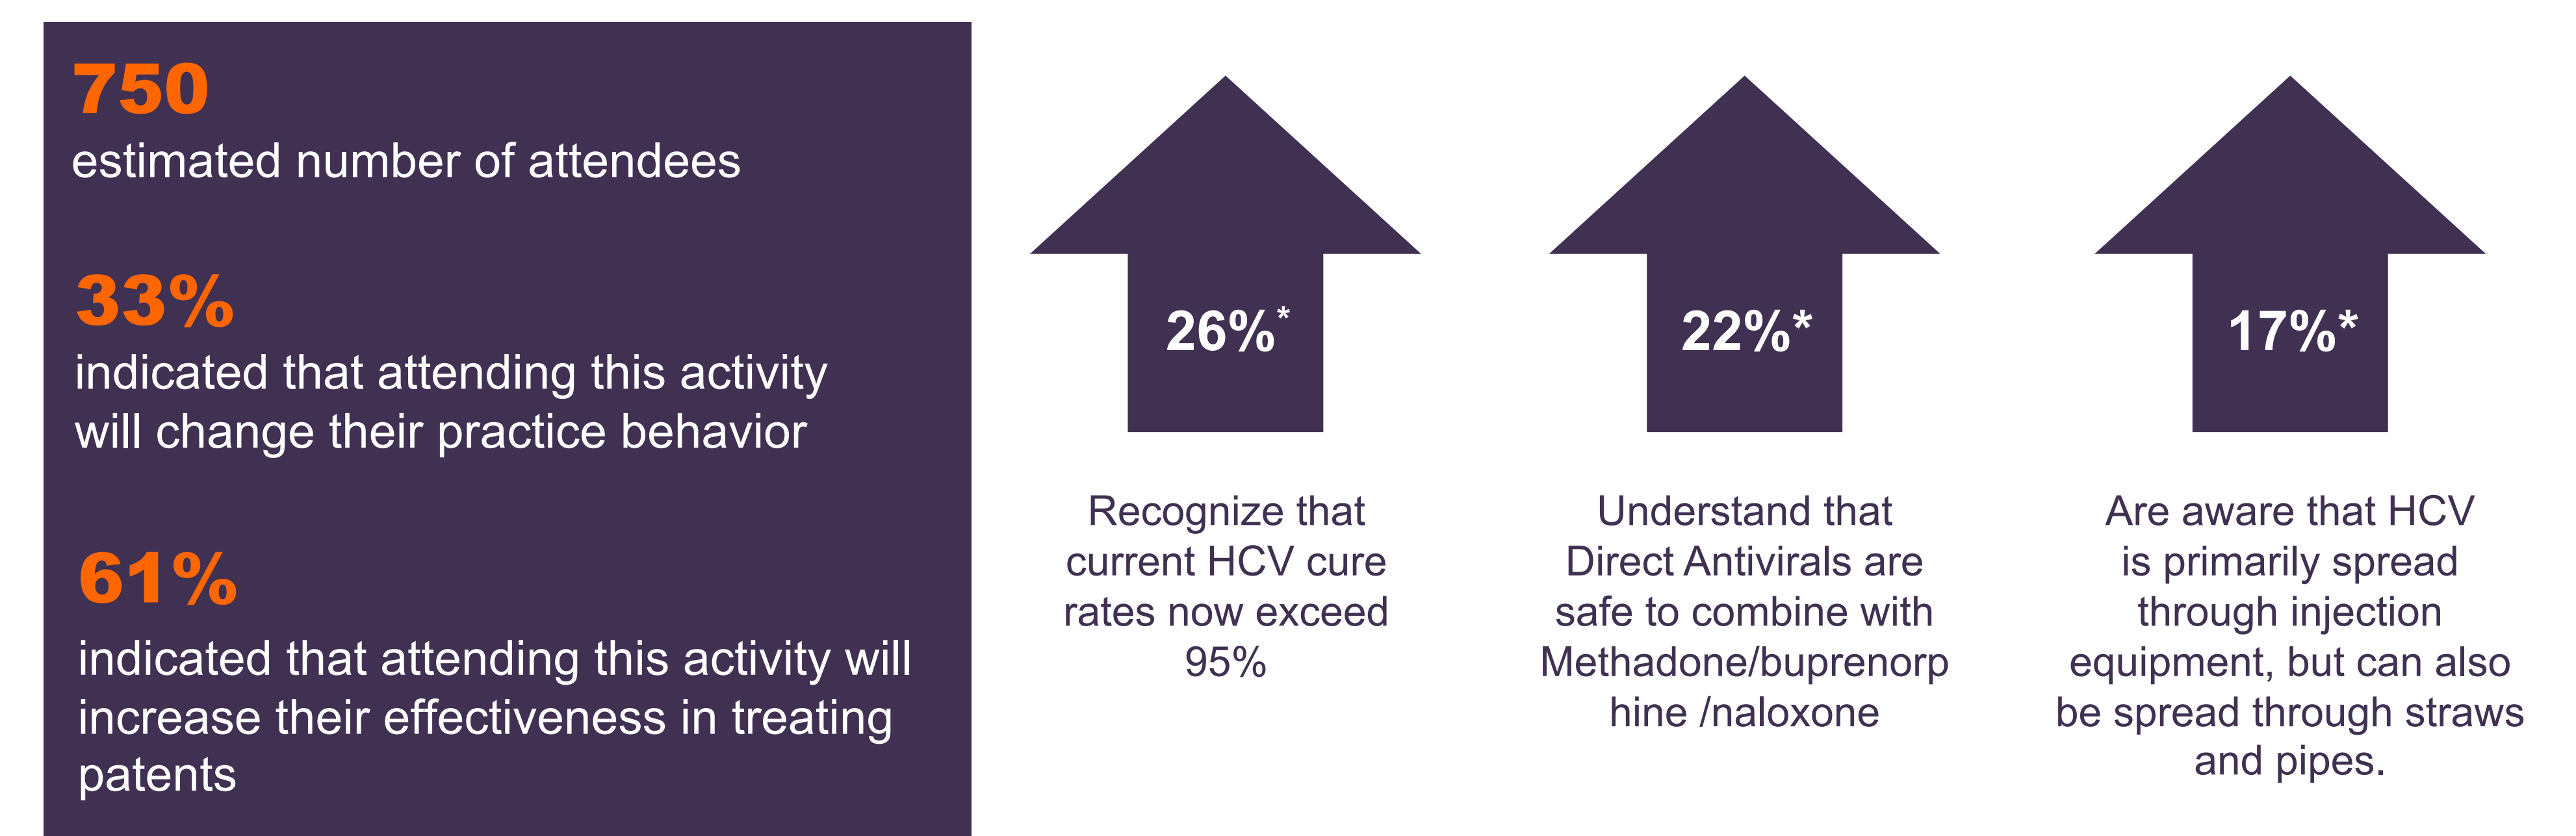 750
estimated number of attendees
33%
indicated that attending this activity
will change their practice behavior
61%
indicated that attending this activity will
increase their effectiveness in treating
patents
26%*
Recognize that
current HCV cure
rates now exceed
95%
22%*
Understand that
Direct Antivirals are
safe to combine with
Methadone/buprenorp
hine /naloxone
17%*
Are aware that HCV
is primarily spread
through injection
equipment, but can also
be spread through straws
and pipes.